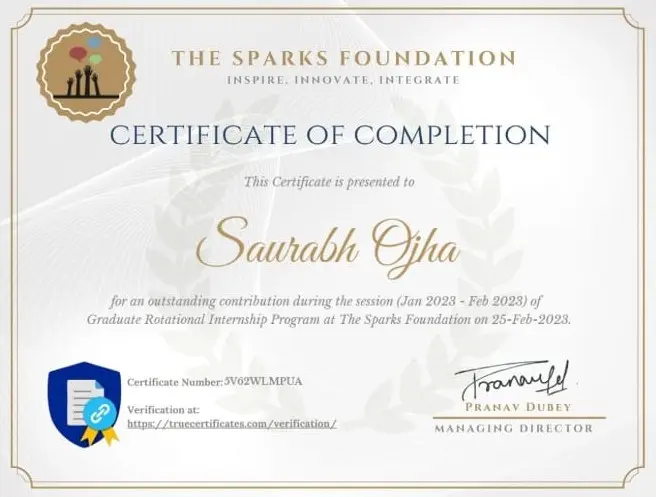 THE SPARKS FOUNDATION
INSPIRE, INNOVATE, INTEGRATE
CERTIFICATE OF COMPLETION
This Certificate is presented to
Saurabh Ojha
for an outstanding contribution during the session (Jan 2023 - Feb 2023) of
Graduate Rotational Internship Program at The Sparks Foundation on 25-Feb-2023.
Certificate Number: 5V62WLMPUA
Verification at:
https://truecertificates.com/verification/
PRANAV DUBEY
MANAGING DIRECTOR